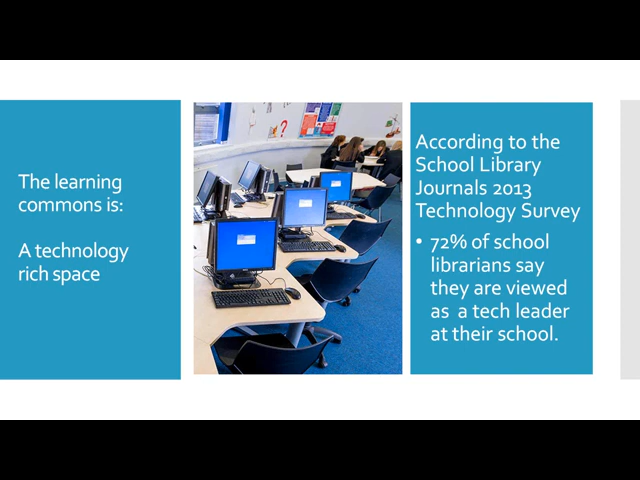 The learning
commons is:
A technology
rich space
According to the
School Library
Journals 2013
Technology Survey
• 72% of school
librarians say
they are viewed
as a tech leader
at their school.